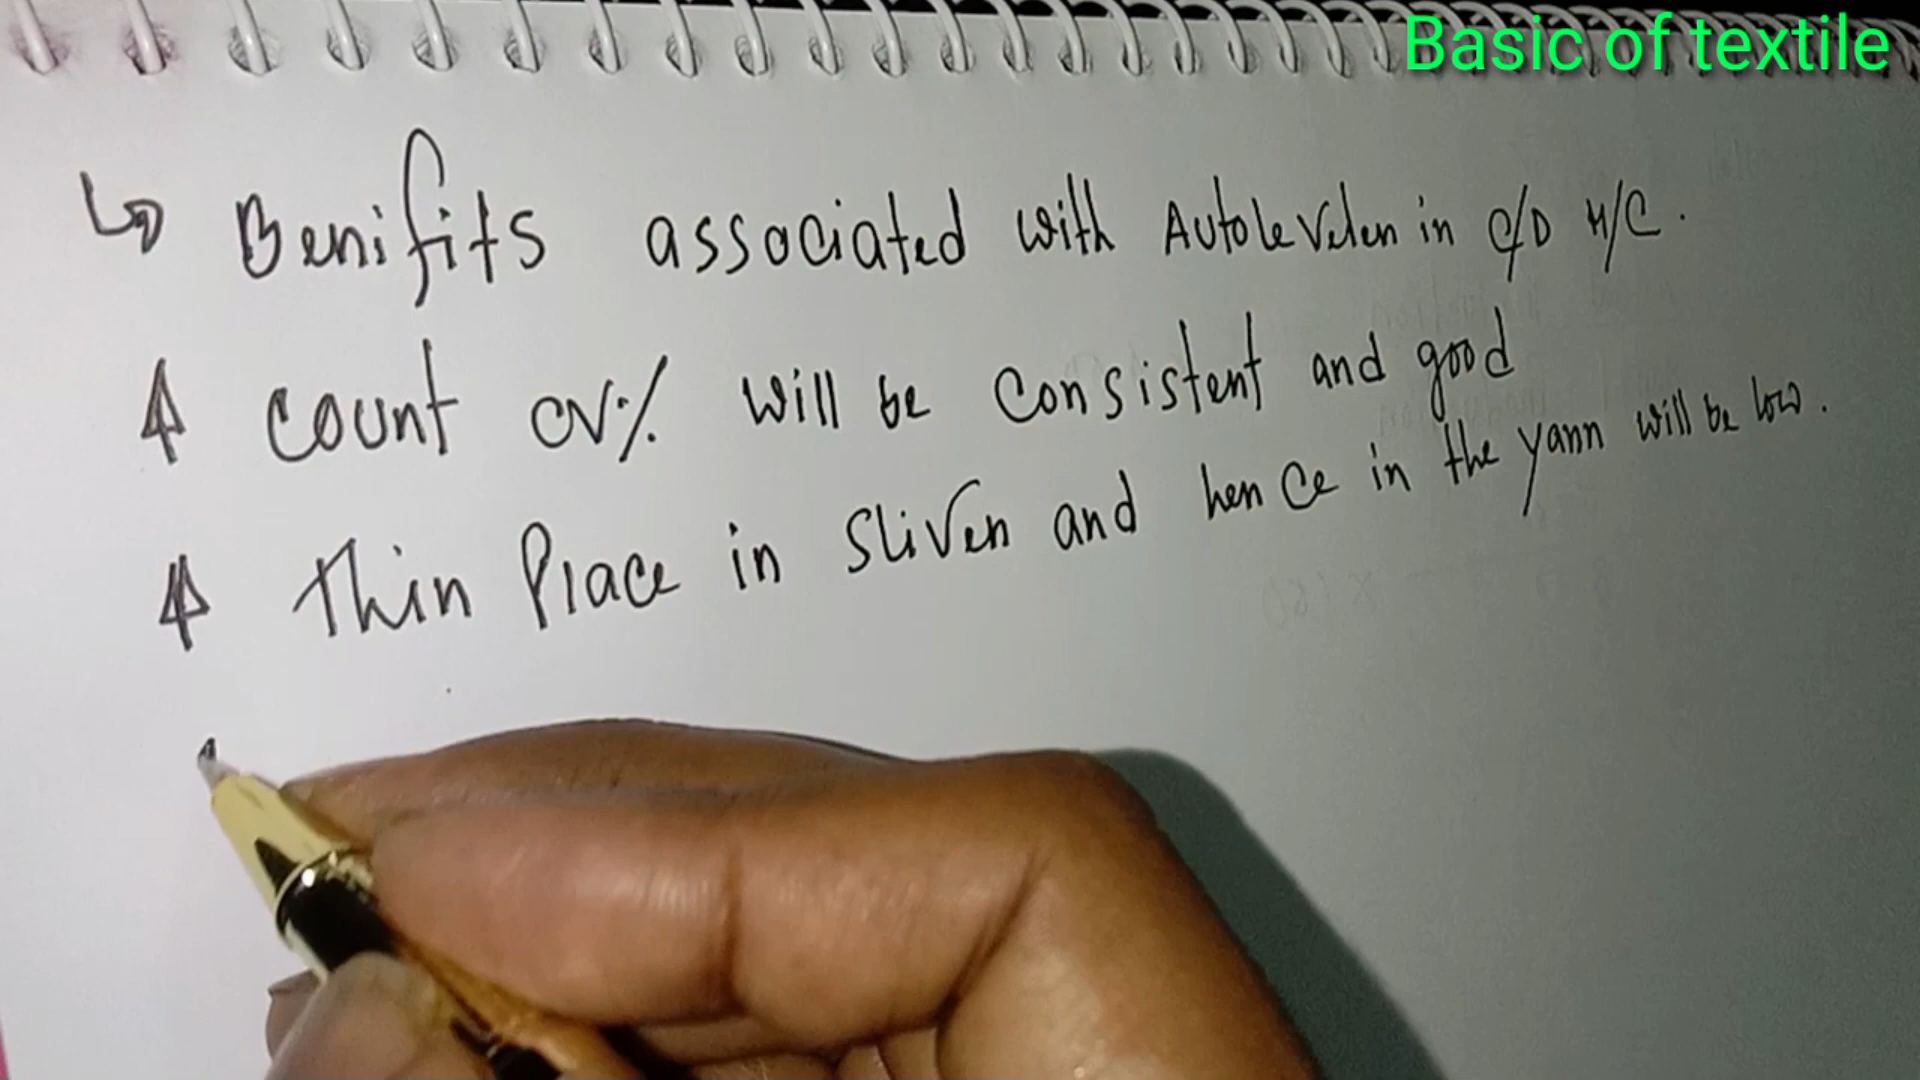 Basic of textile
Benifits associated with Autoleveler in C/D M/C.
Count CV% will be consistent and good
Thin Place in Sliver and hence in the yarn will be low.